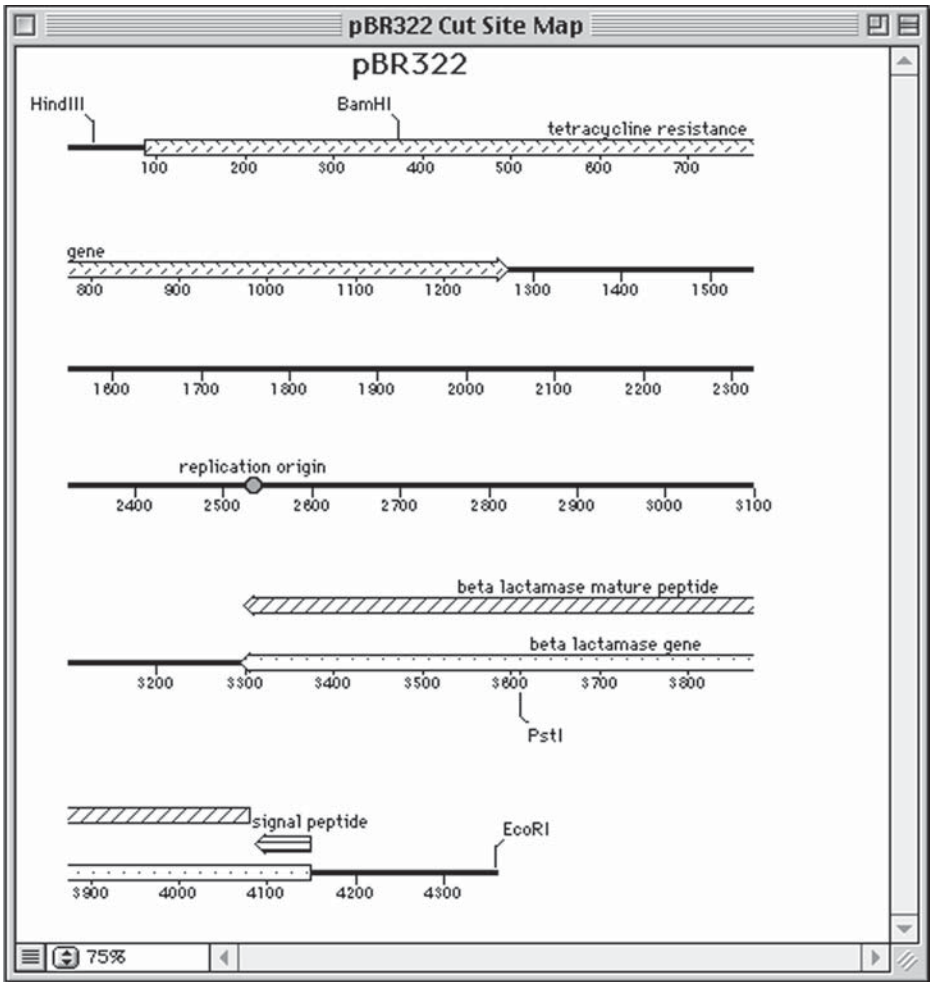 pBR322 Cut Site Map
pBR322
HindIII BamHI
tetracycline resistance
100 200 300 400 500 600 700
gene
800 900 1000 1100 1200 1300 1400 1500
1600 1700 1800 1900 2000 2100 2200 2300
replication origin
2400 2500 2600 2700 2800 2900 3000 3100
beta lactamase mature peptide
beta lactamase gene
3200 3300 3400 3500 3600 3700 3800
PstI
signal peptide
EcoRI
3900 4000 4100 4200 4300
75%